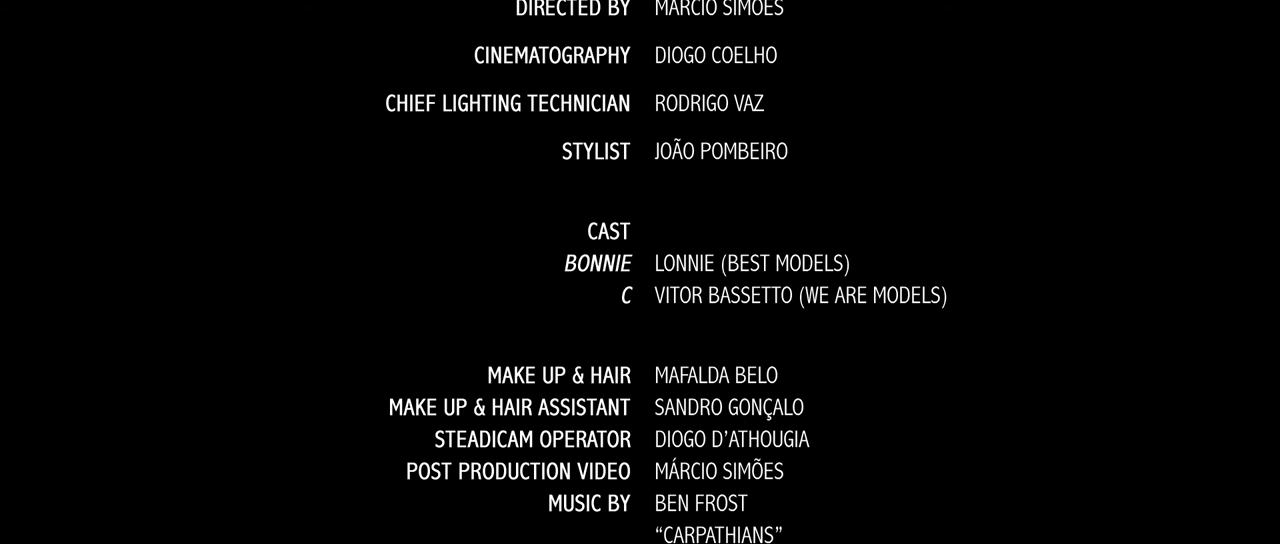 DIRECTED BY MÁRCIO SIMÕES
CINEMATOGRAPHY DIOGO COELHO
CHIEF LIGHTING TECHNICIAN RODRIGO VAZ
STYLIST JOÃO POMBEIRO
CAST
BONNIE LONNIE (BEST MODELS)
C VITOR BASSETTO (WE ARE MODELS)
MAKE UP & HAIR MAFALDA BELO
MAKE UP & HAIR ASSISTANT SANDRO GONÇALO
STEADICAM OPERATOR DIOGO D’ATHOUGIA
POST PRODUCTION VIDEO MÁRCIO SIMÕES
MUSIC BY BEN FROST
“CARPATHIANS”